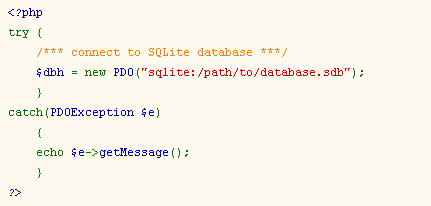 <?php
try {
    /*** connect to SQLite database ***/
    $dbh = new PDO("sqlite:/path/to/database.sdb");
    }
catch(PDOException $e)
    {
    echo $e->getMessage();
    }
?>